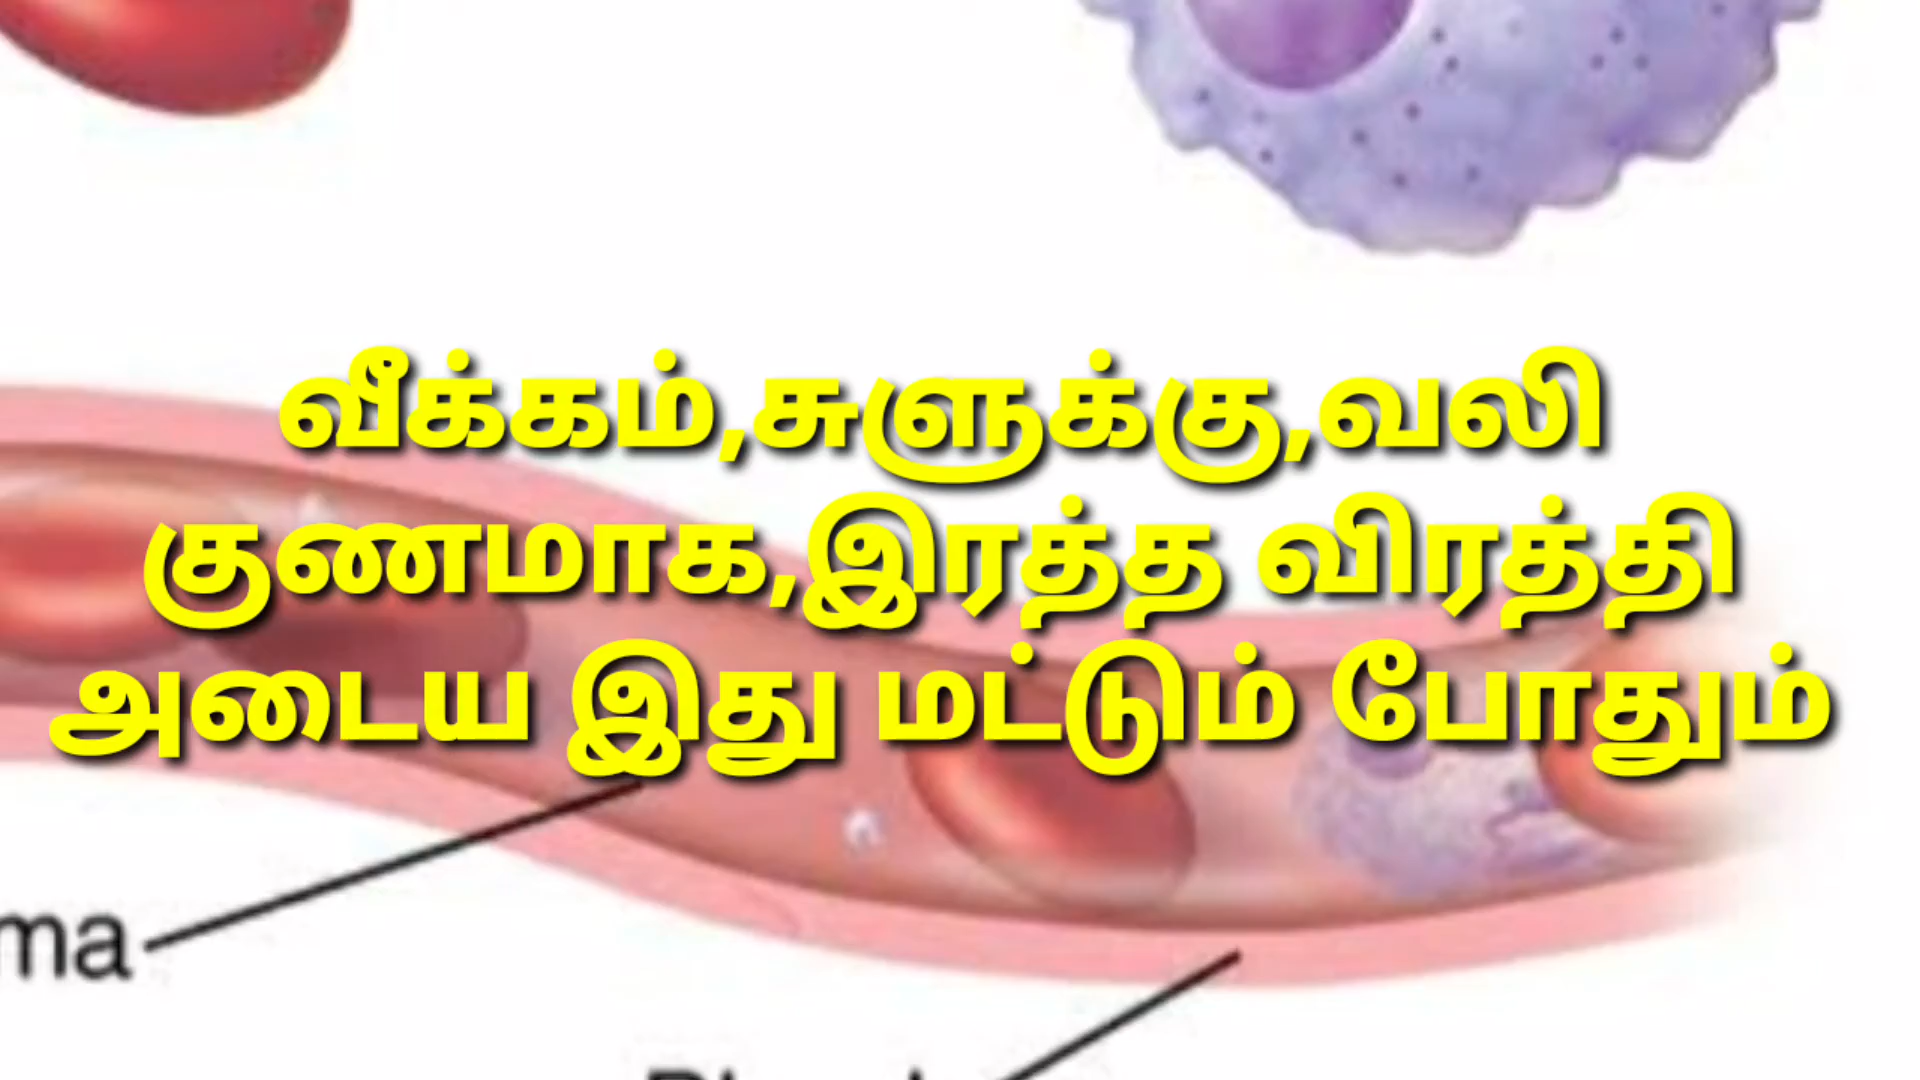 வீக்கம்,சுளுக்கு,வலி
குணமாக,இரத்த விரத்தி
அடைய இது மட்டும் போதும்
ma